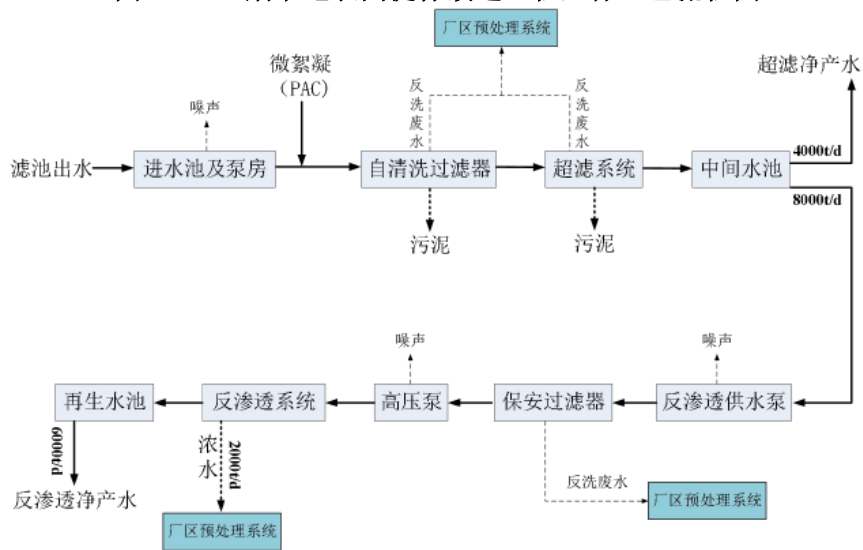 厂区预处理系统
微絮凝
（PAC）
超滤净产水
噪声
反洗废水
反洗废水
滤池出水
进水池及泵房
自清洗过滤器
超滤系统
中间水池
4000t/d
8000t/d
污泥
污泥
噪声
噪声
再生水池
反渗透系统
高压泵
保安过滤器
反渗透供水泵
6000t/d
浓水
2000t/d
反渗透净产水
反洗废水
厂区预处理系统
厂区预处理系统